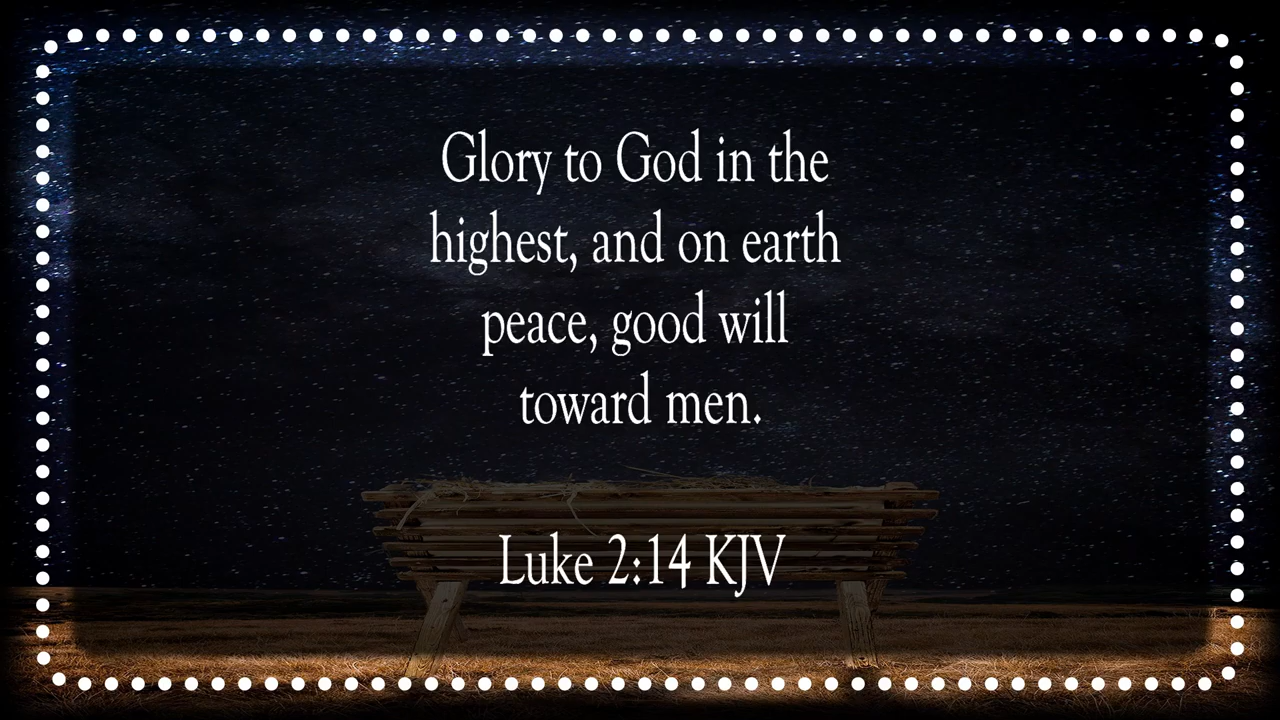 Glory to God in the
highest, and on earth
peace, good will
toward men.
Luke 2:14 KJV